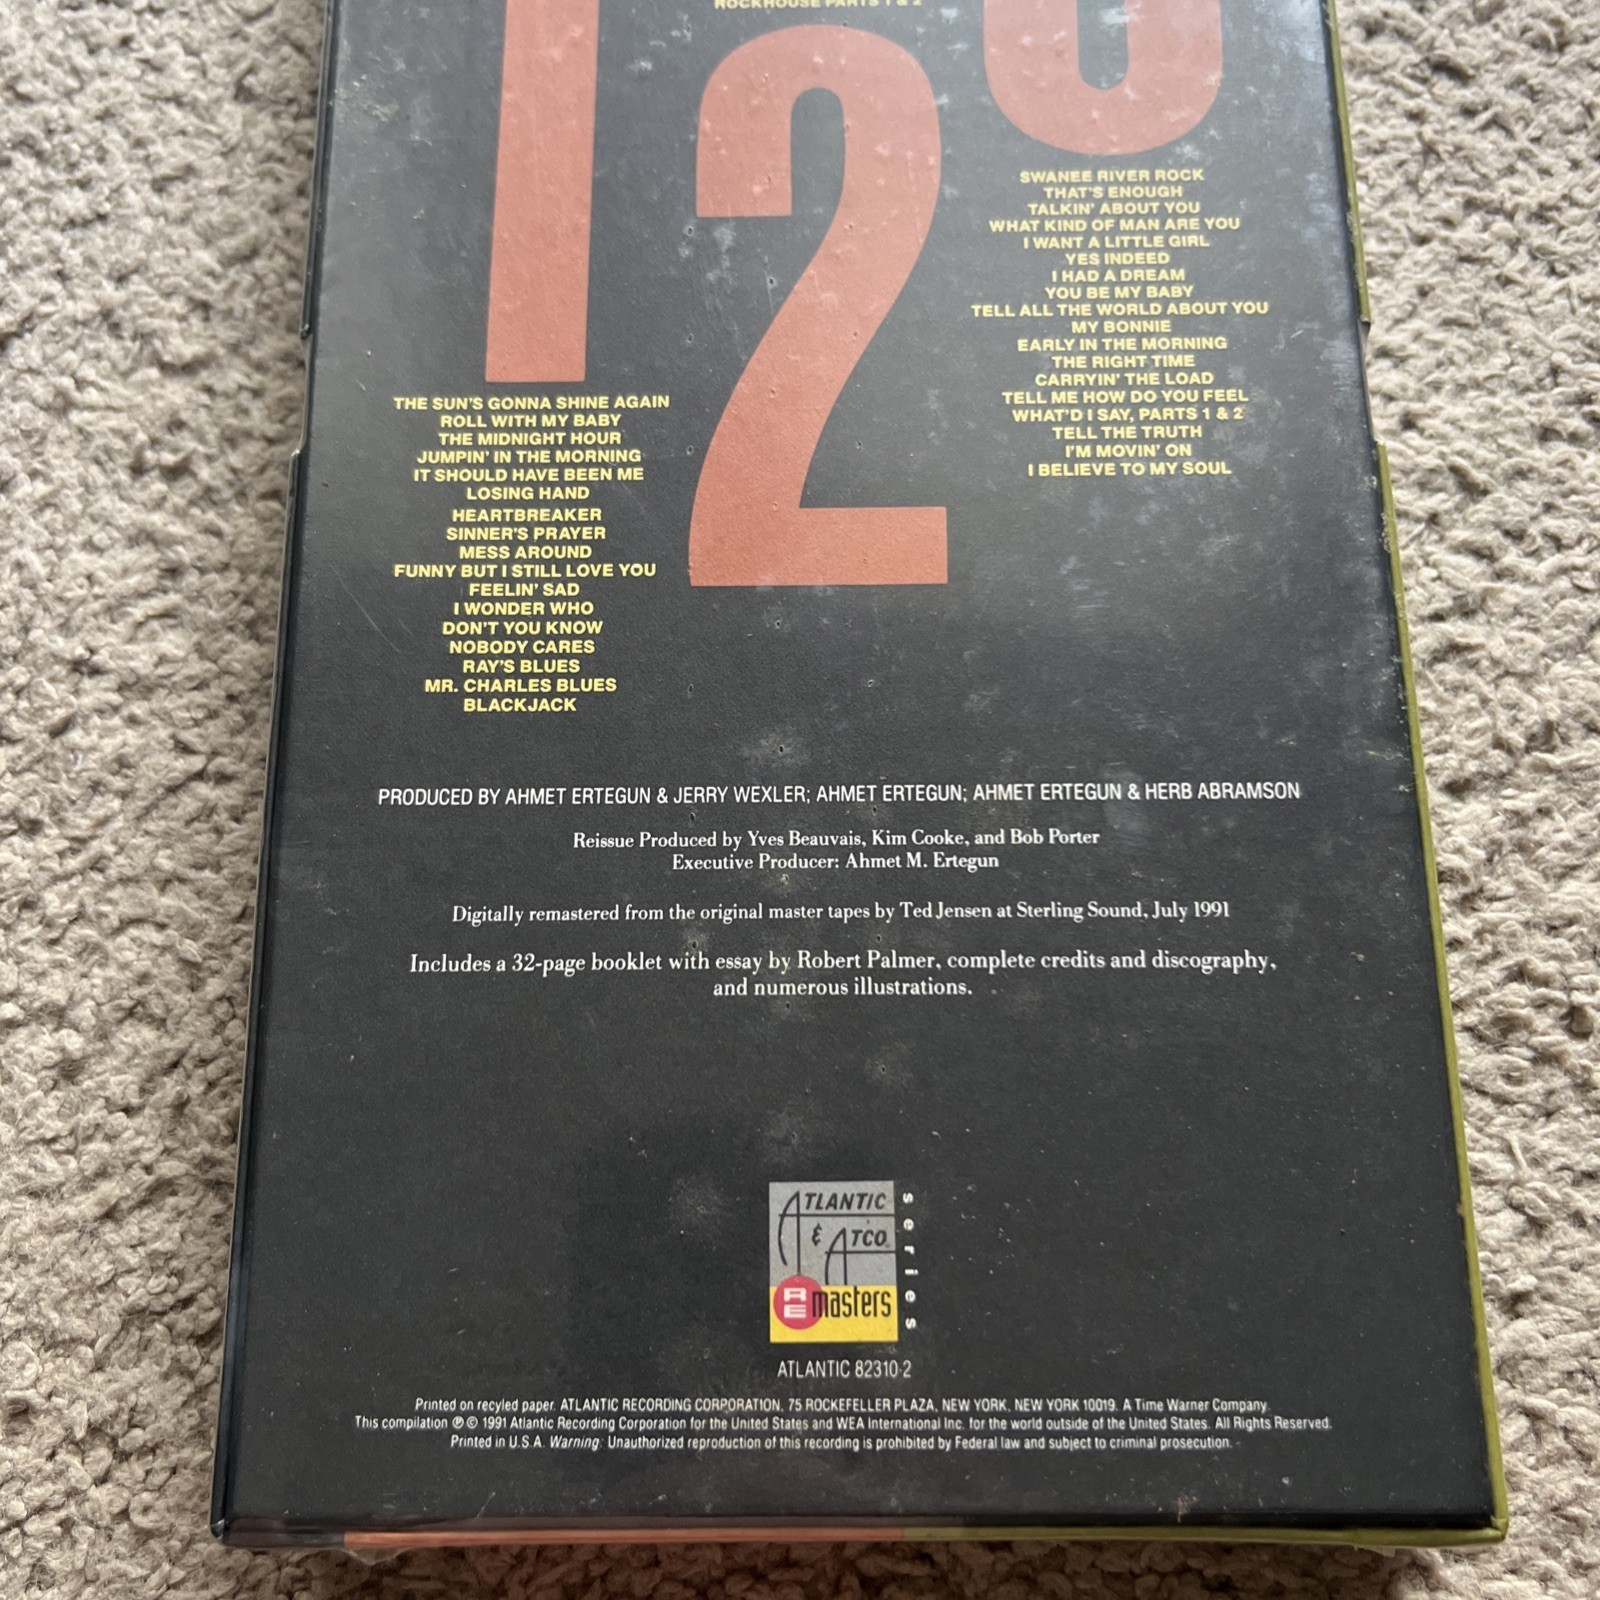 ROCKHOUSE PARTS 1 & 2
1
2
3
THE SUN'S GONNA SHINE AGAIN
ROLL WITH MY BABY
THE MIDNIGHT HOUR
JUMPIN' IN THE MORNING
IT SHOULD HAVE BEEN ME
LOSING HAND
HEARTBREAKER
SINNER'S PRAYER
MESS AROUND
FUNNY BUT I STILL LOVE YOU
FEELIN' SAD
I WONDER WHO
DON'T YOU KNOW
NOBODY CARES
RAY'S BLUES
MR. CHARLES BLUES
BLACKJACK
SWANEE RIVER ROCK
THAT'S ENOUGH
TALKIN' ABOUT YOU
WHAT KIND OF MAN ARE YOU
I WANT A LITTLE GIRL
YES INDEED
I HAD A DREAM
YOU BE MY BABY
TELL ALL THE WORLD ABOUT YOU
MY BONNIE
EARLY IN THE MORNING
THE RIGHT TIME
CARRYIN' THE LOAD
TELL ME HOW DO YOU FEEL
WHAT'D I SAY, PARTS 1 & 2
TELL THE TRUTH
I'M MOVIN' ON
I BELIEVE TO MY SOUL
PRODUCED BY AHMET ERTEGUN & JERRY WEXLER; AHMET ERTEGUN; AHMET ERTEGUN & HERB ABRAMSON
Reissue Produced by Yves Beauvais, Kim Cooke, and Bob Porter
Executive Producer: Ahmet M. Ertegun
Digitally remastered from the original master tapes by Ted Jensen at Sterling Sound, July 1991
Includes a 32-page booklet with essay by Robert Palmer, complete credits and discography,
and numerous illustrations.
ATLANTIC
& ATCO
REmasters
series
ATLANTIC 82310-2
Printed on recyled paper. ATLANTIC RECORDING CORPORATION, 75 ROCKEFELLER PLAZA, NEW YORK, NEW YORK 10019. A Time Warner Company.
This compilation ℗ © 1991 Atlantic Recording Corporation for the United States and WEA International Inc. for the world outside of the United States. All Rights Reserved.
Printed in U.S.A. Warning: Unauthorized reproduction of this recording is prohibited by Federal law and subject to criminal prosecution.